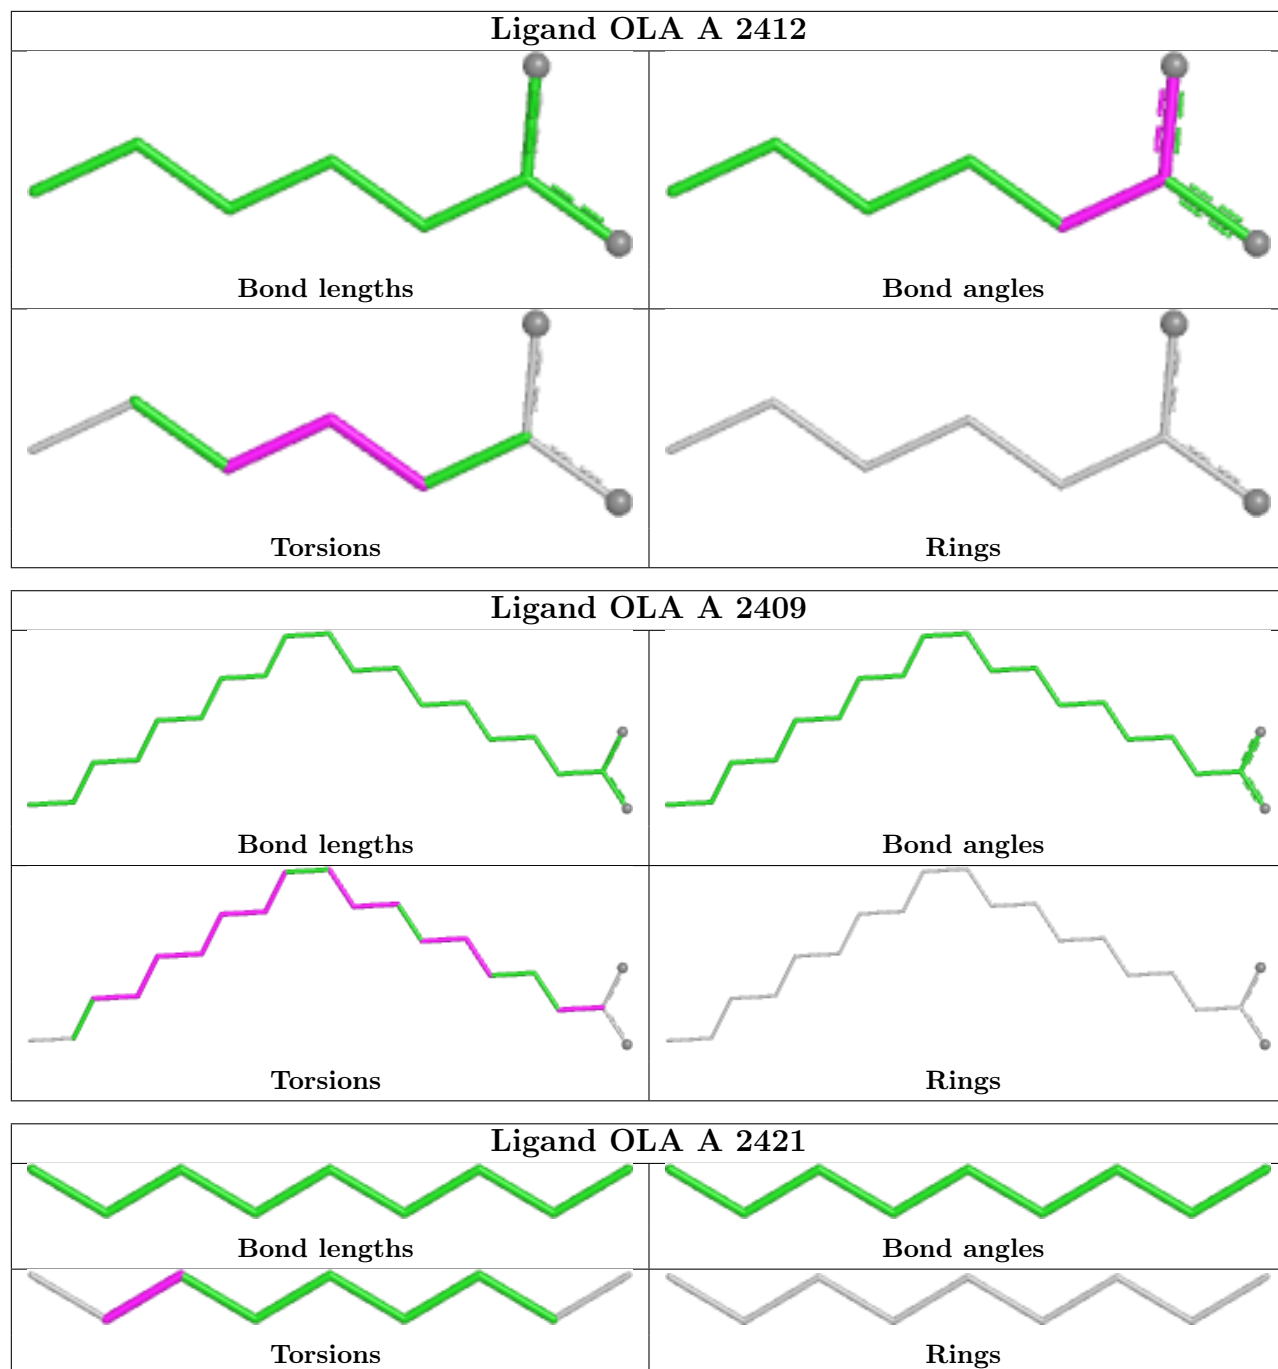 Ligand OLA A 2412
Bond lengths
Bond angles
Torsions
Rings
Ligand OLA A 2409
Bond lengths
Bond angles
Torsions
Rings
Ligand OLA A 2421
Bond lengths
Bond angles
Torsions
Rings